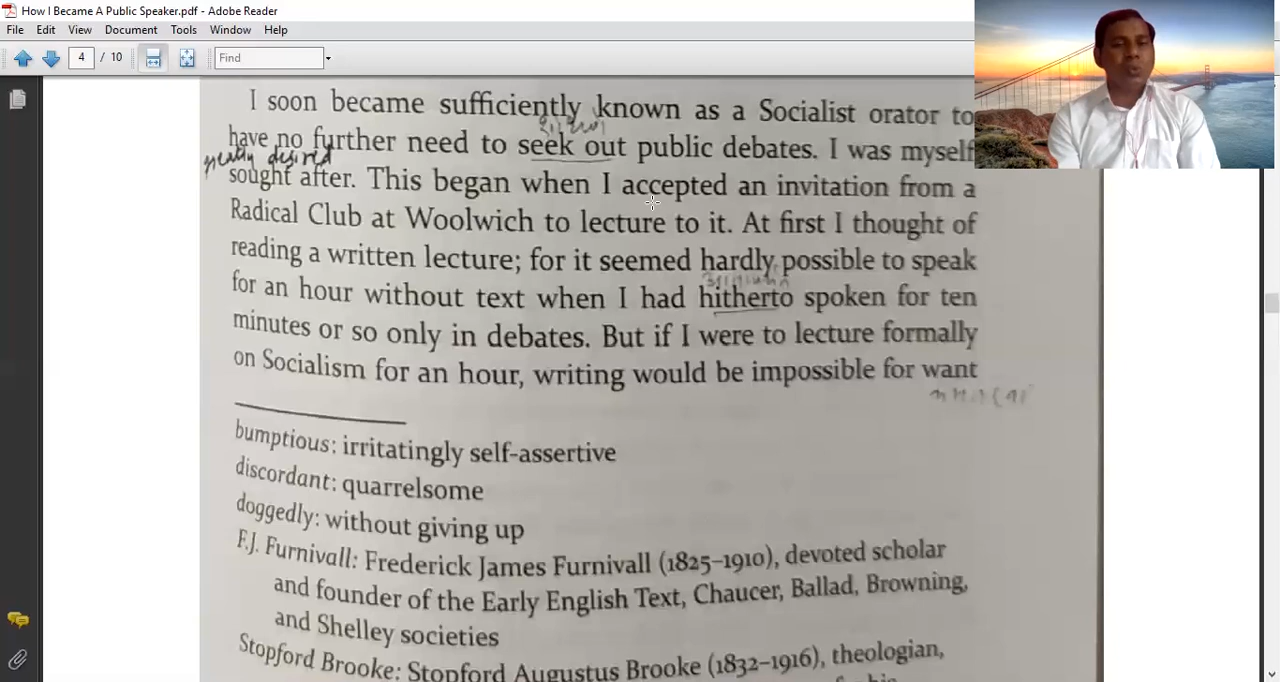 How I Became A Public Speaker.pdf - Adobe Reader
File Edit View Document Tools Window Help
4 / 10 Find
I soon became sufficiently known as a Socialist orator to
have no further need to seek out public debates. I was myself
greatly desired
sought after. This began when I accepted an invitation from a
Radical Club at Woolwich to lecture to it. At first I thought of
reading a written lecture; for it seemed hardly possible to speak
for an hour without text when I had hitherto spoken for ten
minutes or so only in debates. But if I were to lecture formally
on Socialism for an hour, writing would be impossible for want
bumptious: irritatingly self-assertive
discordant: quarrelsome
doggedly: without giving up
F.J. Furnivall: Frederick James Furnivall (1825–1910), devoted scholar
and founder of the Early English Text, Chaucer, Ballad, Browning,
and Shelley societies
Stopford Brooke: Stopford Augustus Brooke (1832–1916), theologian,